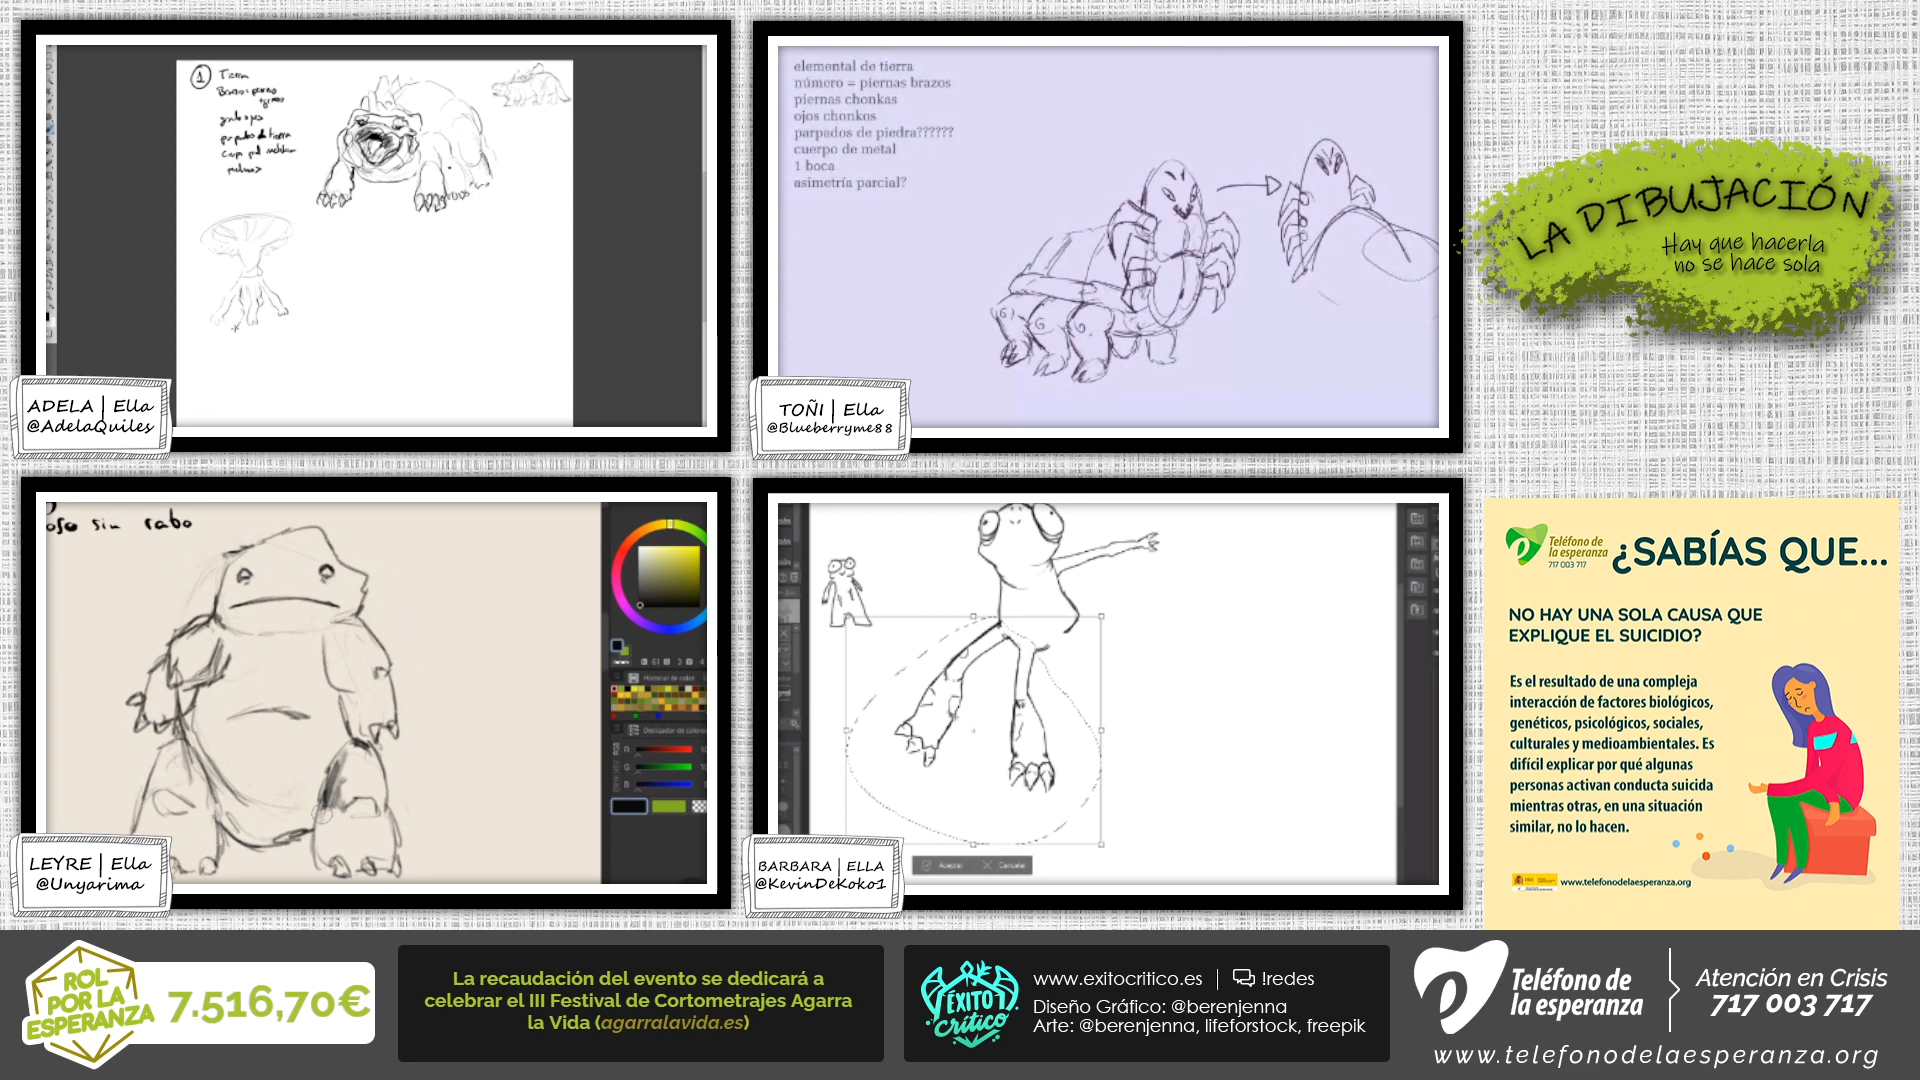 1
Tierra
elemental de tierra
número = piernas brazos
piernas chonkas
ojos chonkos
parpados de piedra??????
cuerpo de metal
1 boca
asimetría parcial?
LA DIBUJACIÓN
Hay que hacerla
no se hace sola
ADELA | Ella
@AdelaQuiles
TOÑI | Ella
@Blueberryme88
oso sin rabo
Historial de color
LEYRE | Ella
@Unyarima
Aceptar
Cancelar
BARBARA | ELLA
@KevinDeKoko1
Teléfono de
la esperanza
717 003 717
¿SABÍAS QUE...
NO HAY UNA SOLA CAUSA QUE
EXPLIQUE EL SUICIDIO?
Es el resultado de una compleja
interacción de factores biológicos,
genéticos, psicológicos, sociales,
culturales y medioambientales. Es
difícil explicar por qué algunas
personas activan conducta suicida
mientras otras, en una situación
similar, no lo hacen.
www.telefonodelaesperanza.org
ROL
POR LA
ESPERANZA
7.516,70€
La recaudación del evento se dedicará a
celebrar el III Festival de Cortometrajes Agarra
la Vida (agarralavida.es)
ÉXITO
Crítico
www.exitocritico.es | !redes
Diseño Gráfico: @berenjenna
Arte: @berenjenna, lifeforstock, freepik
Teléfono de
la esperanza
Atención en Crisis
717 003 717
www.telefonodelaesperanza.org